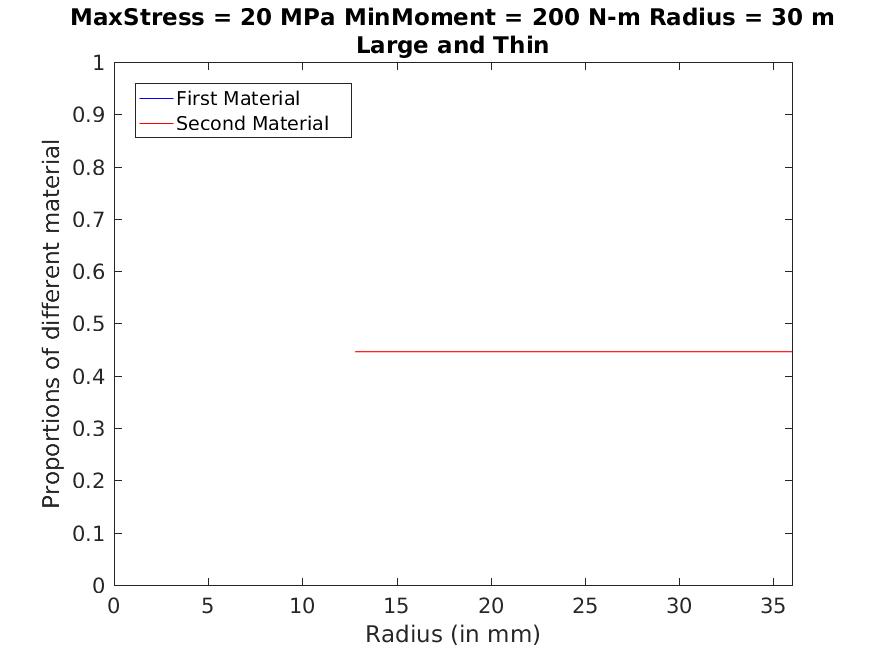 MaxStress = 20 MPa MinMoment = 200 N-m Radius = 30 m
Large and Thin
1
0.9
0.8
0.7
0.6
0.5
0.4
0.3
0.2
0.1
0
Proportions of different material
First Material
Second Material
0 5 10 15 20 25 30 35
Radius (in mm)